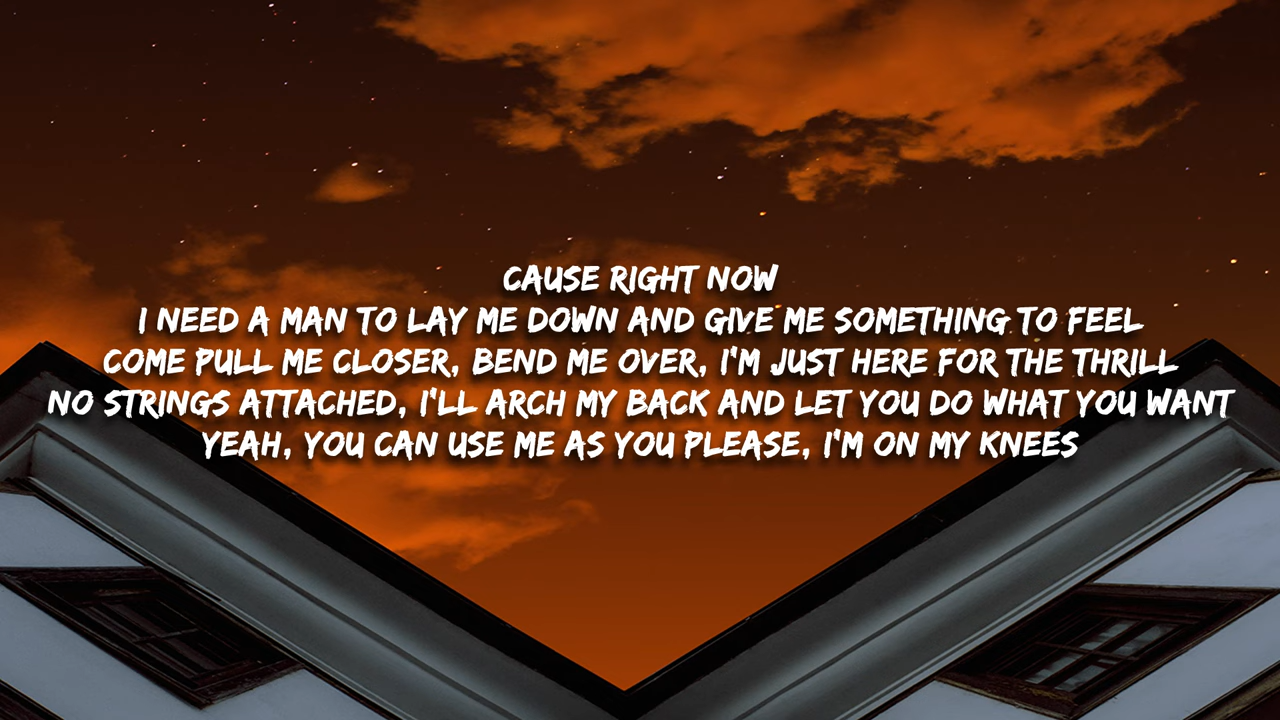 CAUSE RIGHT NOW
I NEED A MAN TO LAY ME DOWN AND GIVE ME SOMETHING TO FEEL
COME PULL ME CLOSER, BEND ME OVER, I'M JUST HERE FOR THE THRILL
NO STRINGS ATTACHED, I'LL ARCH MY BACK AND LET YOU DO WHAT YOU WANT
YEAH, YOU CAN USE ME AS YOU PLEASE, I'M ON MY KNEES